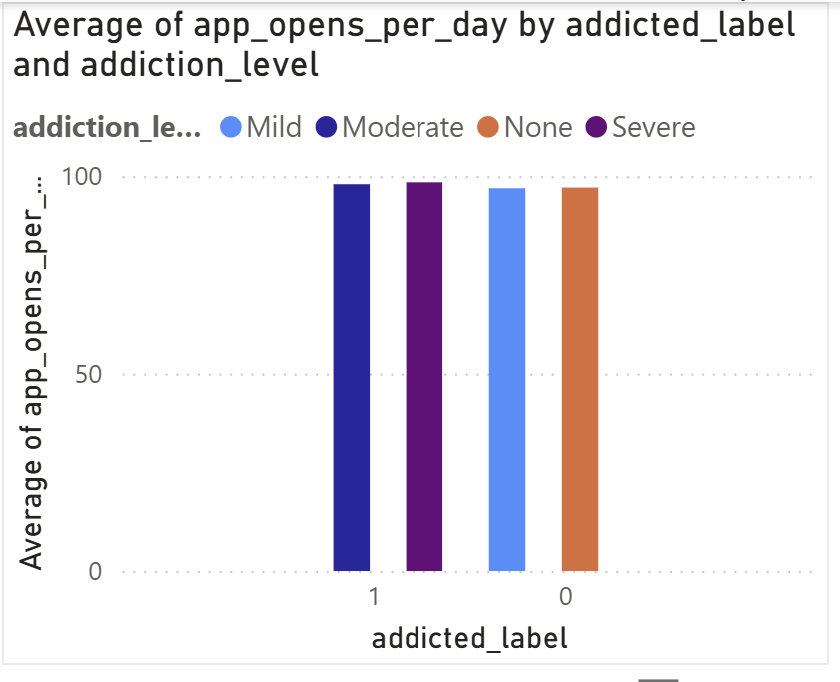 Average of app_opens_per_day by addicted_label
and addiction_level
addiction_le... Mild Moderate None Severe
Average of app_opens_per_...
100
50
0
1 0
addicted_label